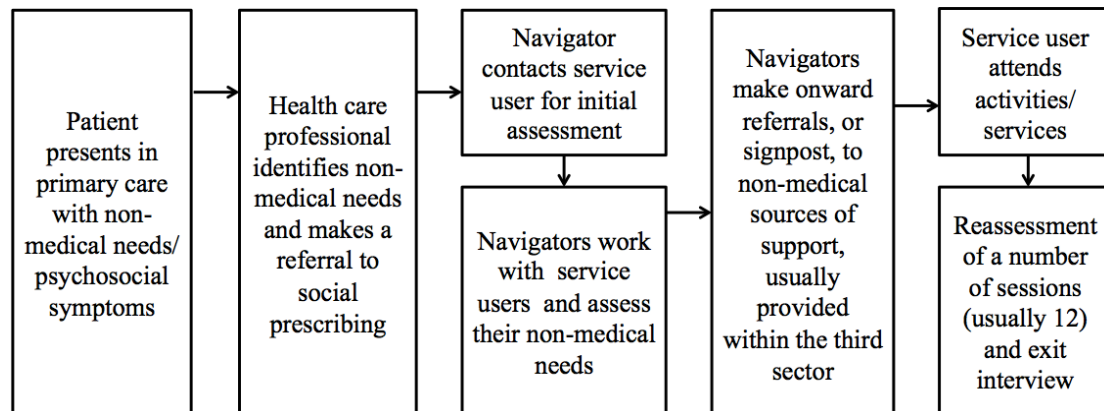 Patient
presents in
primary care
with non-
medical needs/
psychosocial
symptoms
Health care
professional
identifies non-
medical needs
and makes a
referral to
social
prescribing
Navigator
contacts service
user for initial
assessment
Navigators work
with service
users and assess
their non-medical
needs
Navigators
make onward
referrals, or
signpost, to
non-medical
sources of
support,
usually
provided
within the third
sector
Service user
attends
activities/
services
Reassessment
of a number
of sessions
(usually 12)
and exit
interview